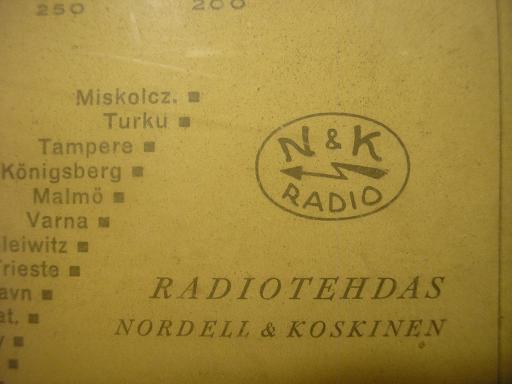 250 200
Miskolcz.
Turku
Tampere
Königsberg
Malmö
Varna
leiwitz
rieste
avn
at.
N & K
RADIO
RADIOTEHDAS
NORDELL & KOSKINEN